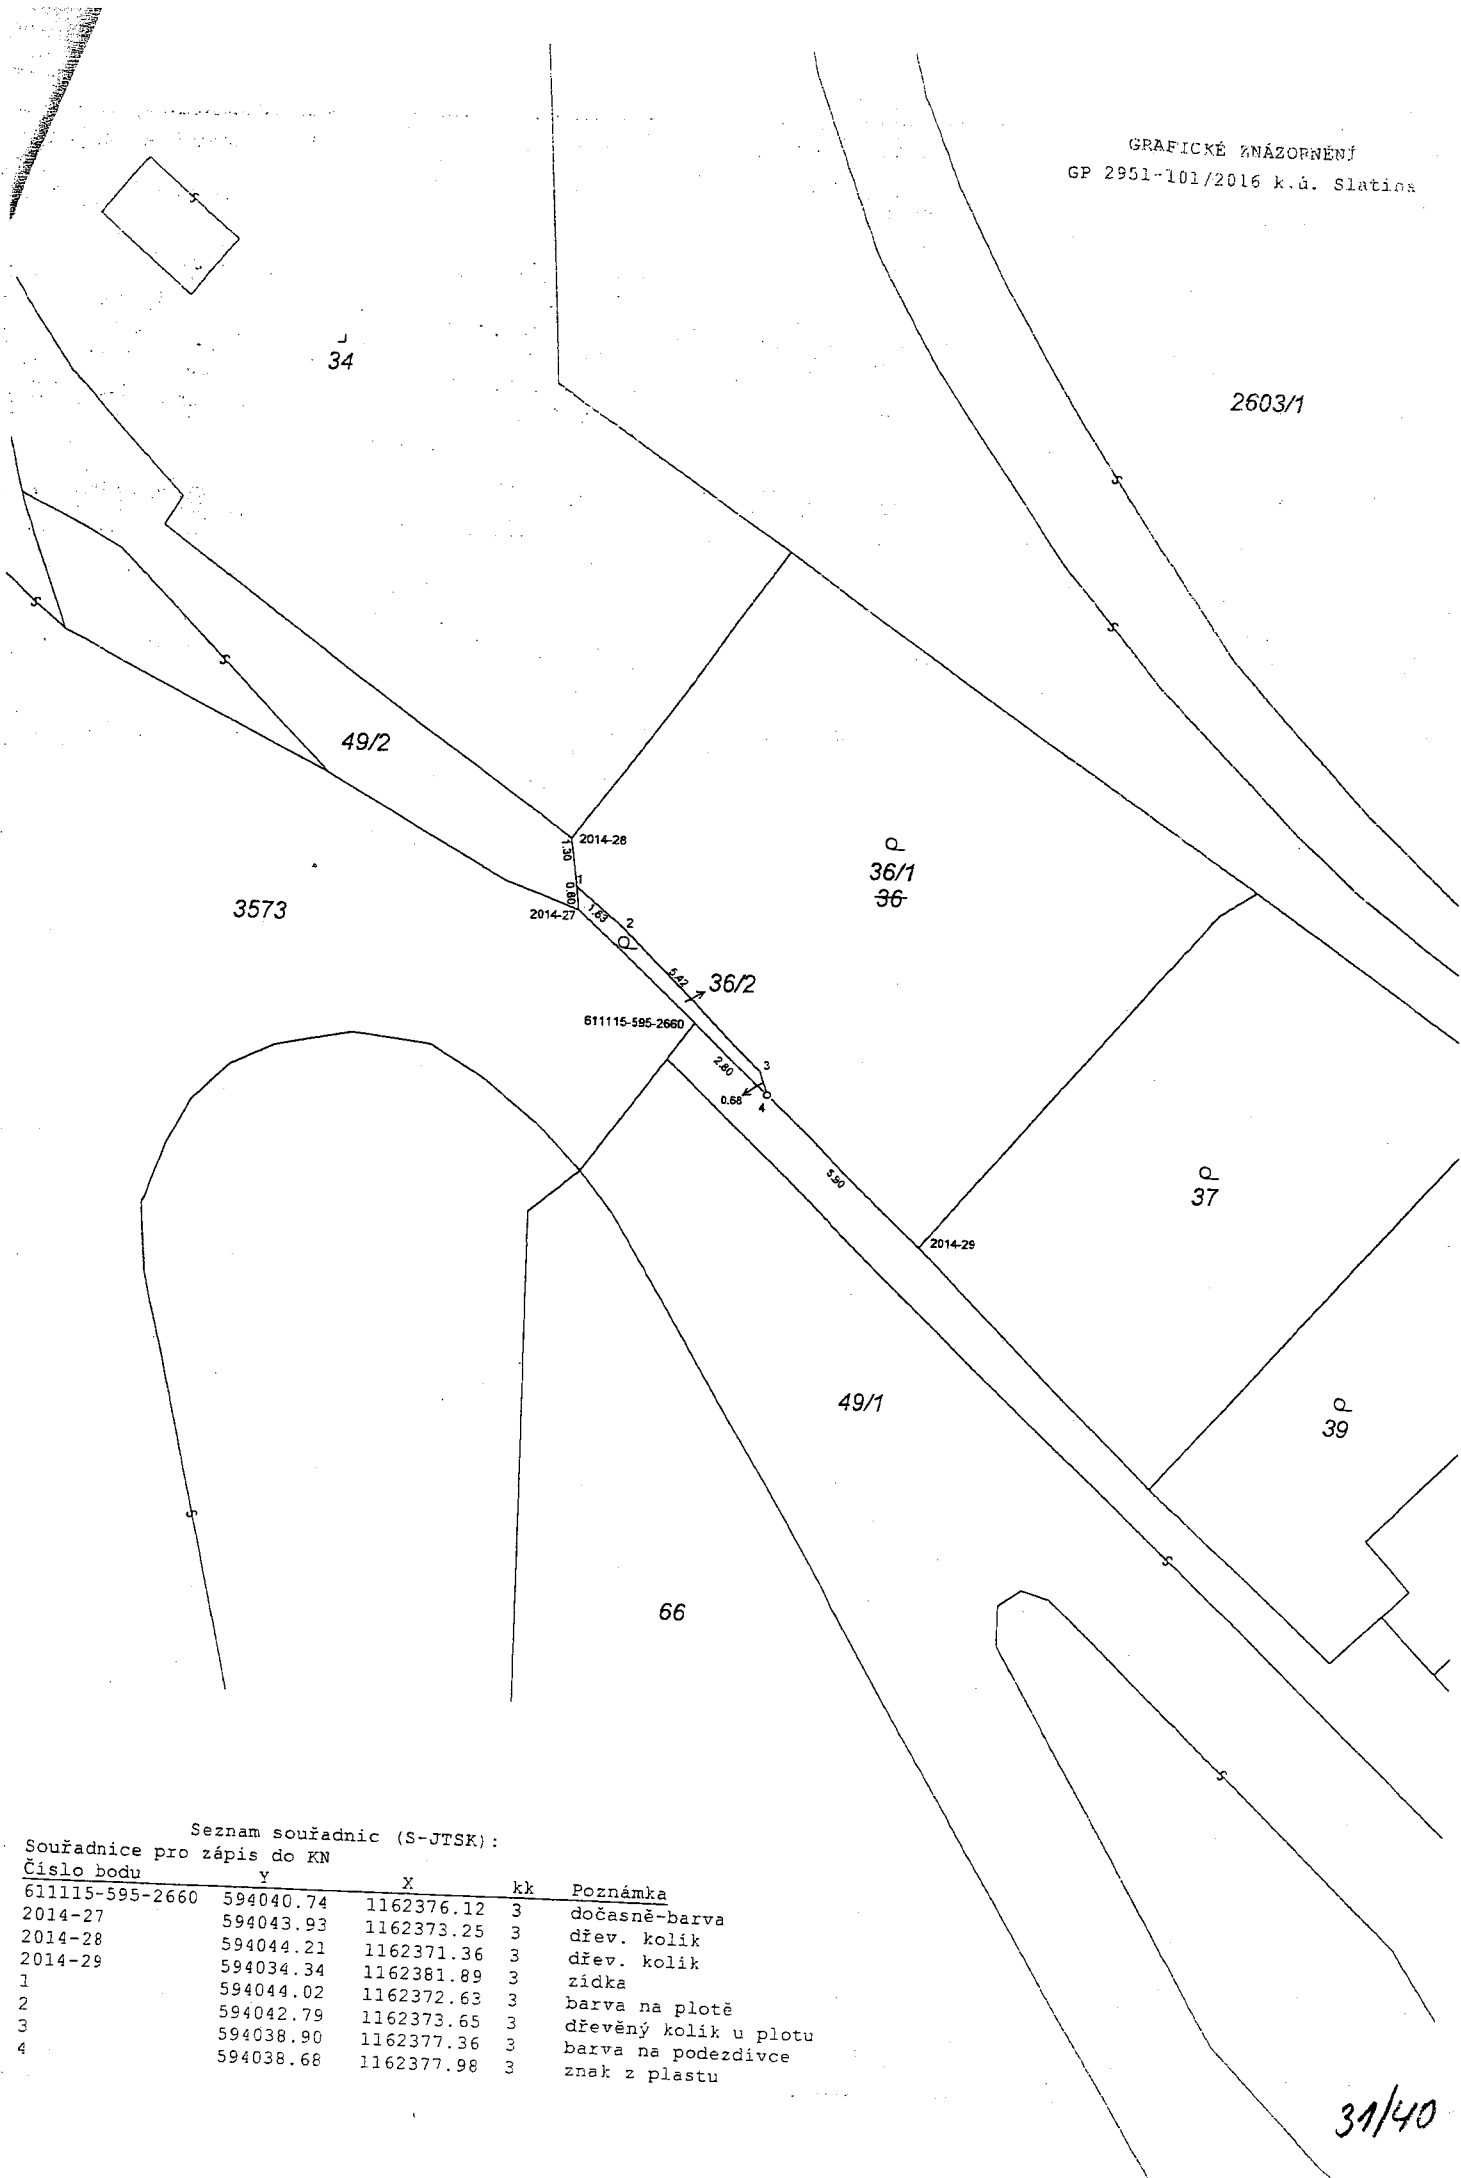 GRAFICKÉ ZNÁZORNĚNÍ
GP 2951-101/2016 k.ú. Slatina
34
2603/1
49/2
2014-28
1.30
1
0.80
2014-27
1.63
2
36/1
36
3573
5.42
36/2
611115-595-2660
2.80
3
0.68
4
5.90
37
2014-29
49/1
39
66
Seznam souřadnic (S-JTSK):
Souřadnice pro zápis do KN
Číslo bodu Y X kk Poznámka
611115-595-2660 594040.74 1162376.12 3 dočasně-barva
2014-27 594043.93 1162373.25 3 dřev. kolík
2014-28 594044.21 1162371.36 3 dřev. kolík
2014-29 594034.34 1162381.89 3 zídka
1 594044.02 1162372.63 3 barva na plotě
2 594042.79 1162373.65 3 dřevěný kolík u plotu
3 594038.90 1162377.36 3 barva na podezdívce
4 594038.68 1162377.98 3 znak z plastu
31/40